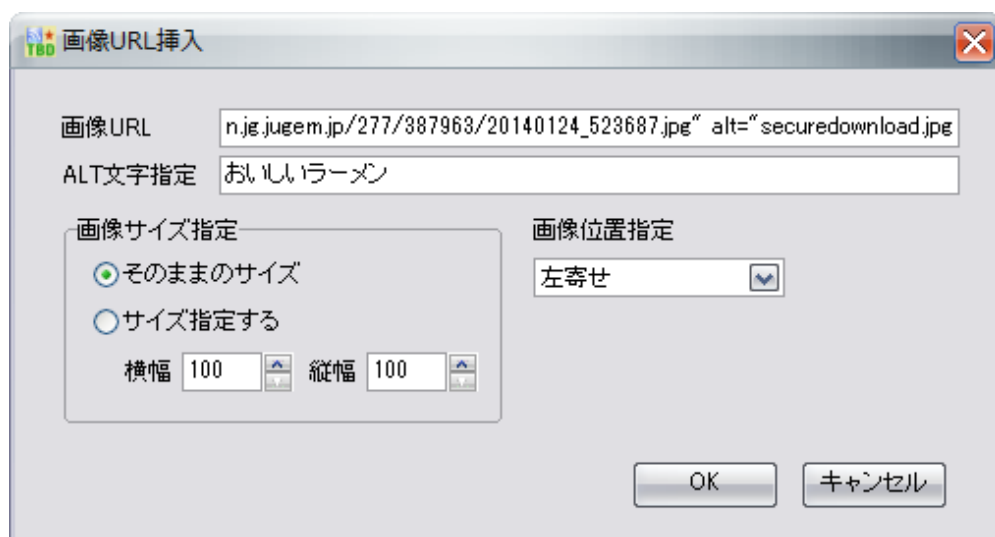 TBD 画像URL挿入
画像URL n.jg.jugem.jp/277/387963/20140124_523687.jpg" alt="securedownload.jpg
ALT文字指定 おいしいラーメン
画像サイズ指定 画像位置指定
そのままのサイズ 左寄せ
サイズ指定する
横幅 100 縦幅 100
OK キャンセル